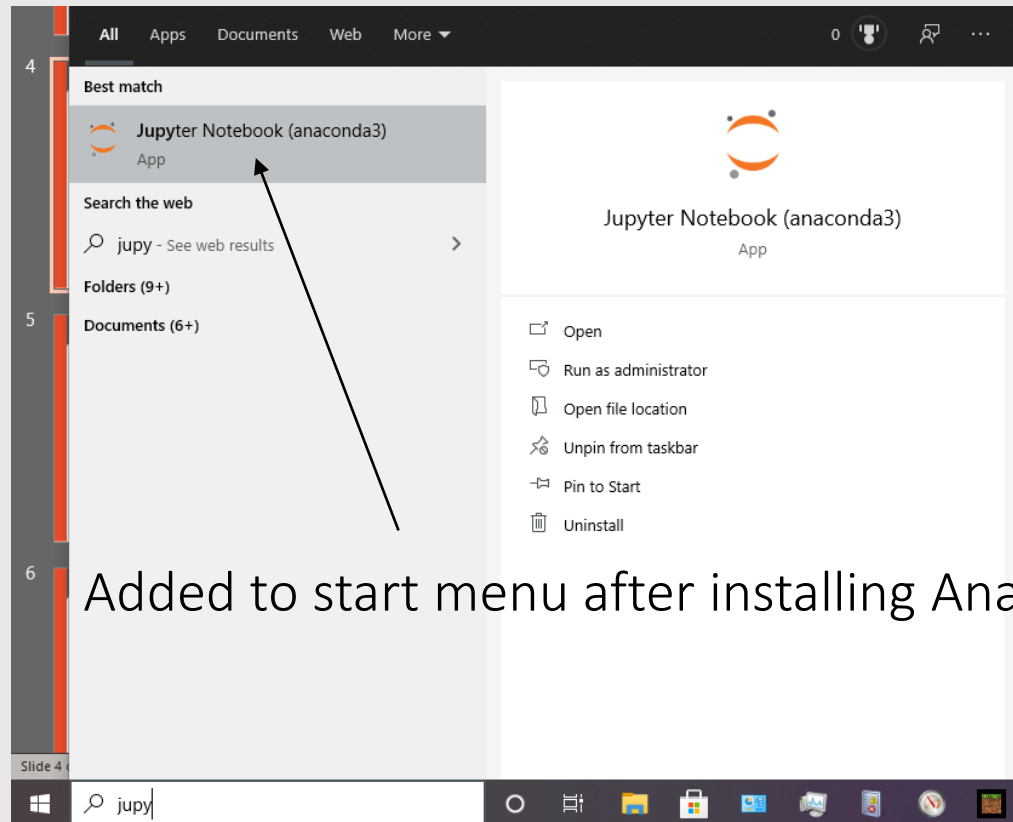 All Apps Documents Web More
0
4
Best match
Jupyter Notebook (anaconda3)
App
Search the web
jupy - See web results
Folders (9+)
Documents (6+)
Jupyter Notebook (anaconda3)
App
Open
Run as administrator
Open file location
Unpin from taskbar
Pin to Start
Uninstall
5
6
Added to start menu after installing Ana
Slide 4
jupy